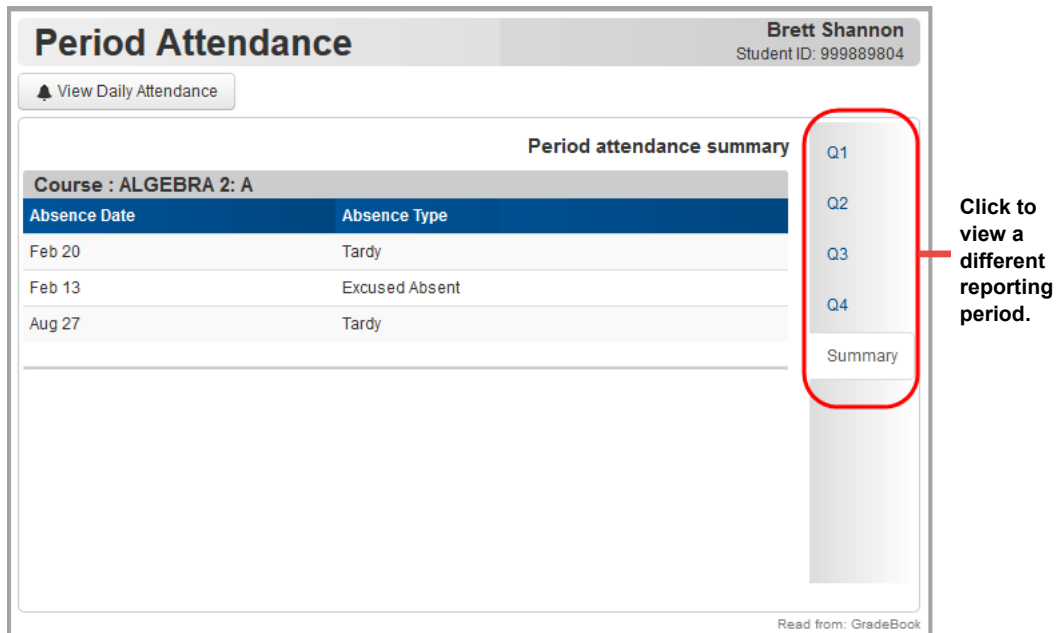 Period Attendance
Brett Shannon
Student ID: 999889804
View Daily Attendance
Period attendance summary
Course : ALGEBRA 2: A
Absence Date Absence Type
Feb 20 Tardy
Feb 13 Excused Absent
Aug 27 Tardy
Q1
Q2
Q3
Q4
Summary
Click to
view a
different
reporting
period.
Read from: GradeBook